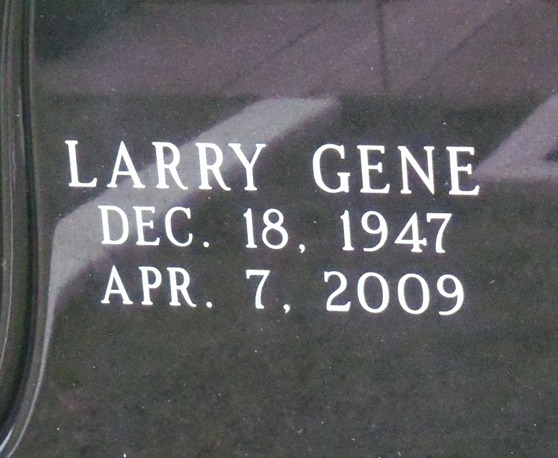 LARRY GENE
DEC. 18, 1947
APR. 7, 2009